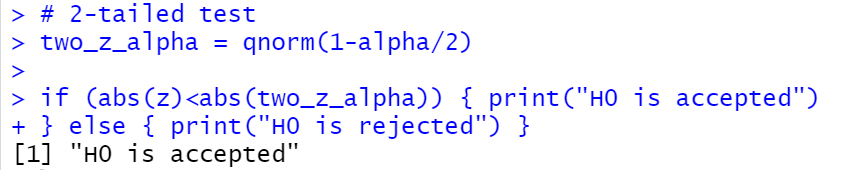 > # 2-tailed test
> two_z_alpha = qnorm(1-alpha/2)
>
> if (abs(z)<abs(two_z_alpha)) { print("H0 is accepted")
+ } else { print("H0 is rejected") }
[1] "H0 is accepted"